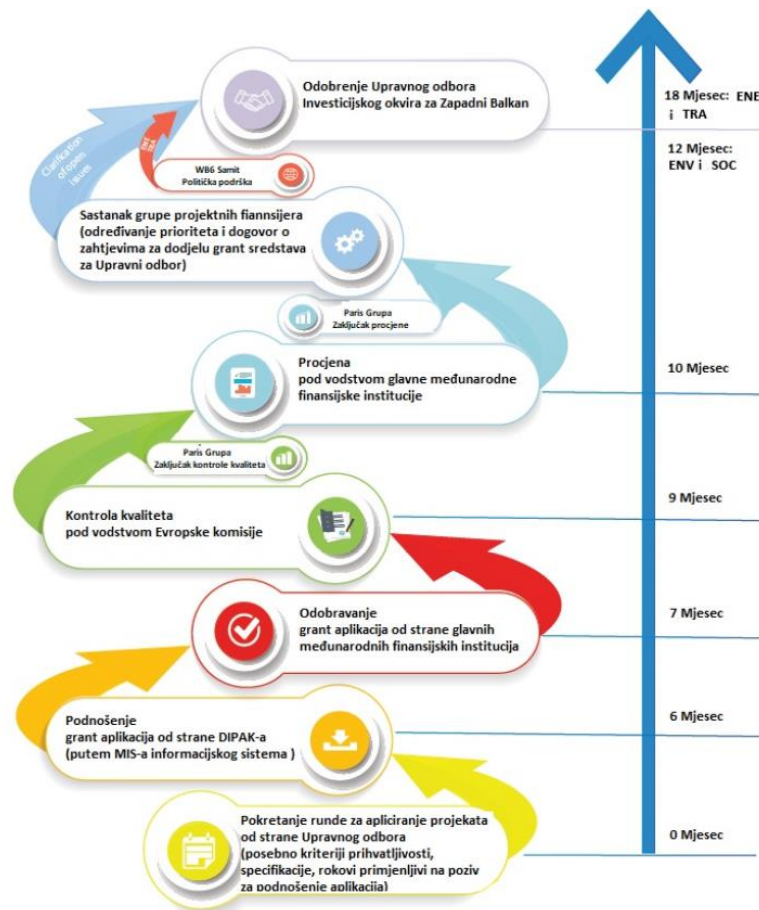 Odobrenje Upravnog odbora
Investicijskog okvira za Zapadni Balkan
18 Mjesec: ENE
i TRA
12 Mjesec:
ENV i SOC
Clarification
of open
issues
ENE
TRA
WB6 Samit
Politička podrška
Sastanak grupe projektnih fiannsijera
(određivanje prioriteta i dogovor o
zahtjevima za dodjelu grant sredstava
za Upravni odbor)
Paris Grupa
Zaključak procjene
Procjena
pod vodstvom glavne međunarodne
finansijske institucije
10 Mjesec
Paris Grupa
Zaključak kontrole kvaliteta
Kontrola kvaliteta
pod vodstvom Evropske komisije
9 Mjesec
Odobravanje
grant aplikacija od strane glavnih
međunarodnih finansijskih institucija
7 Mjesec
Podnošenje
grant aplikacija od strane DIPAK-a
(putem MIS-a informacijskog sistema )
6 Mjesec
Pokretanje runde za apliciranje projekata
od strane Upravnog odbora
(posebno kriteriji prihvatljivosti,
specifikacije, rokovi primjenljivi na poziv
za podnošenje aplikacija)
0 Mjesec